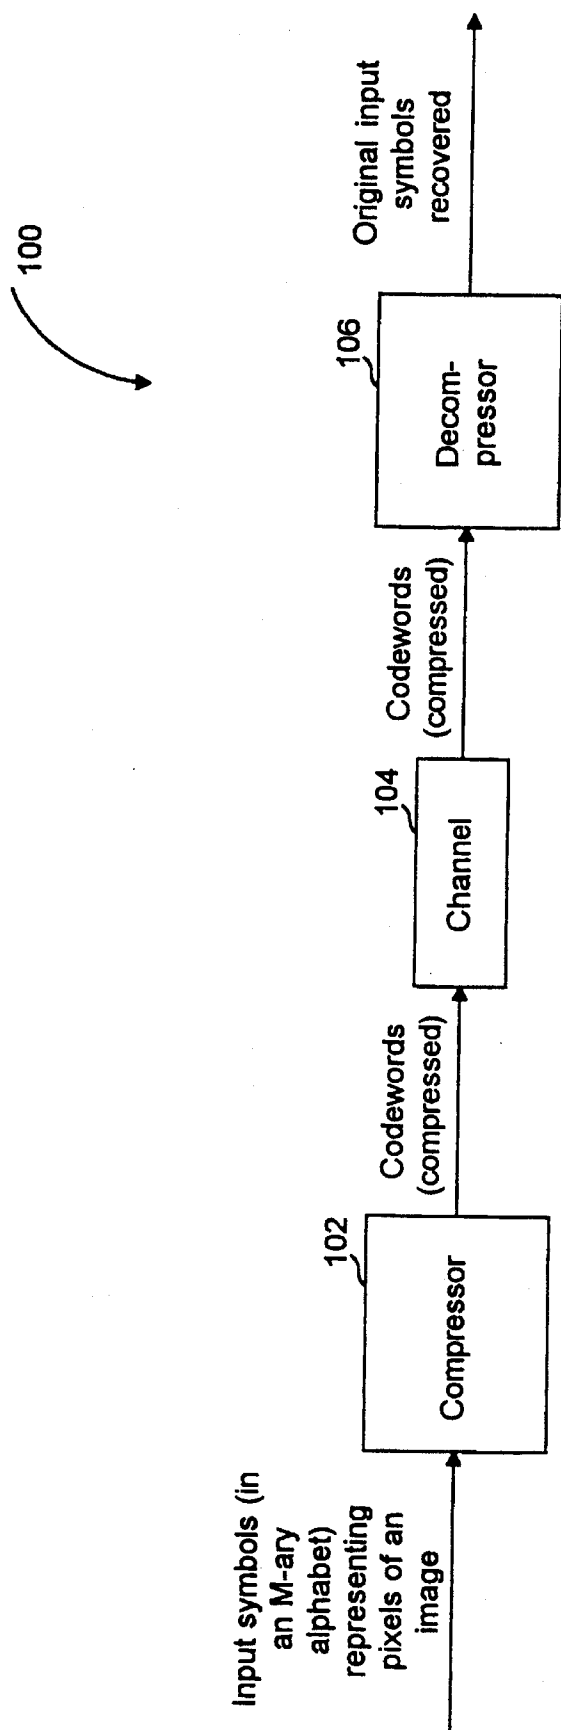 100
Input symbols (in
an M-ary
alphabet)
representing
pixels of an
image
102
Compressor
Codewords
(compressed)
104
Channel
Codewords
(compressed)
106
Decom-
pressor
Original input
symbols
recovered